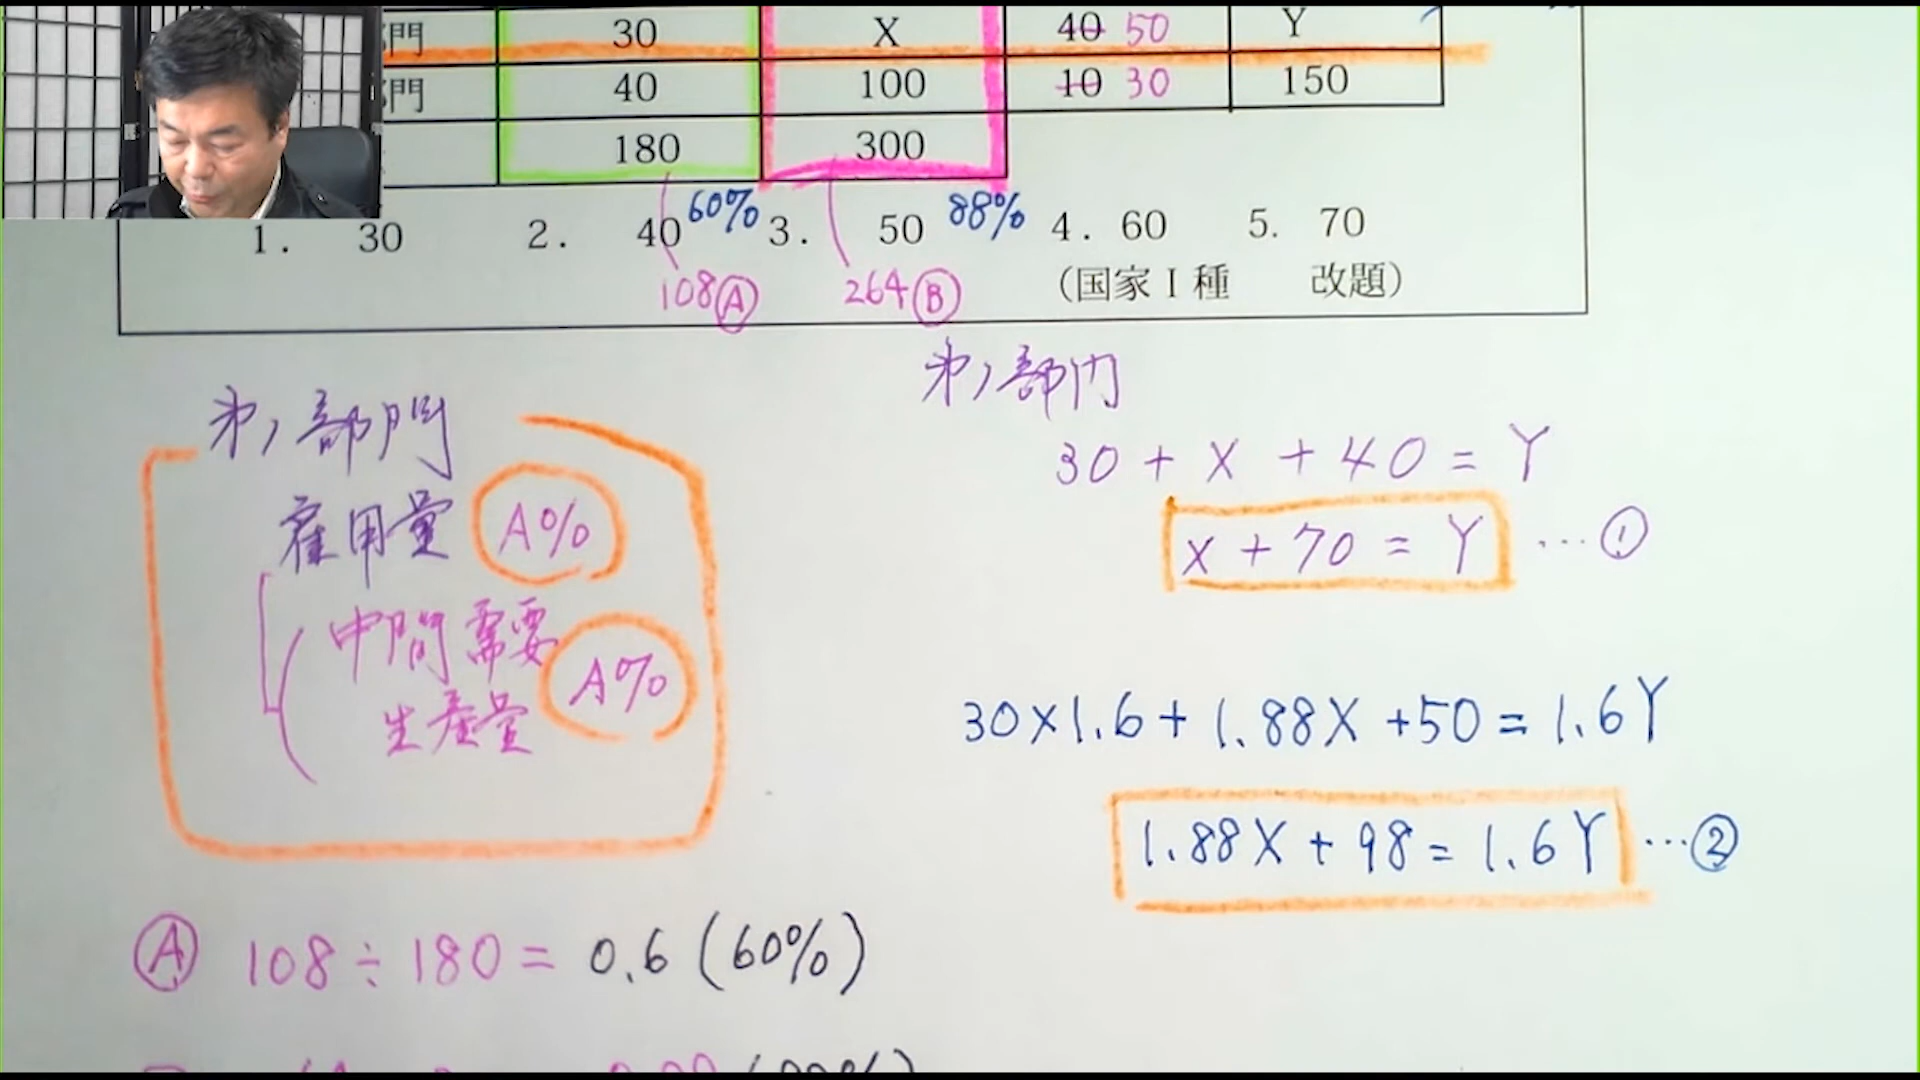 部門 30 X 40 50 Y
部門 40 100 10 30 150
180 300
1. 30 2. 40 60% 3. 50 88% 4. 60 5. 70
108 Ⓐ 264 Ⓑ (国家Ⅰ種 改題)
第1部門
雇用量 A%
中間需要
生産量 A%
Ⓐ 108÷180 = 0.6 (60%)
第1部門
30 + X + 40 = Y
X + 70 = Y … ①
30×1.6 + 1.88X + 50 = 1.6Y
1.88X + 98 = 1.6Y … ②